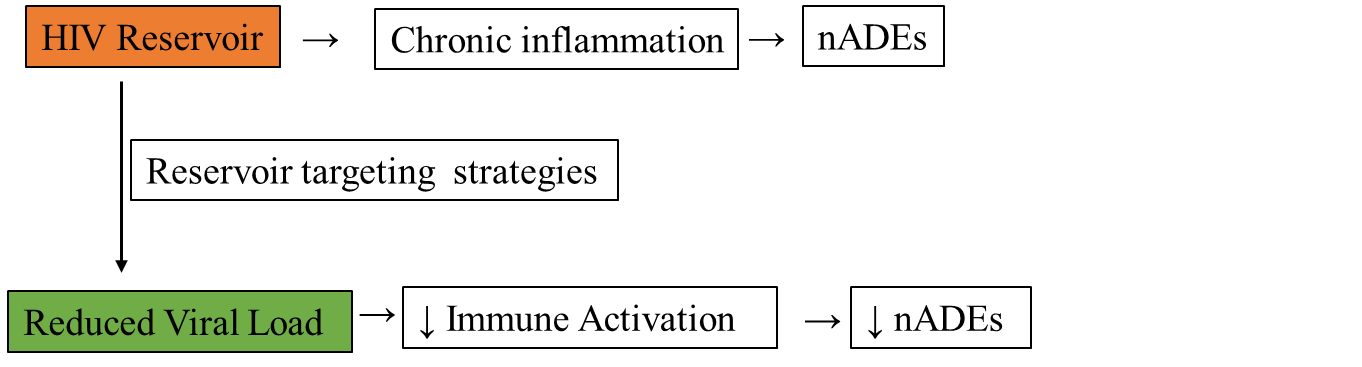 HIV Reservoir → Chronic inflammation → nADEs
Reservoir targeting strategies
Reduced Viral Load → ↓ Immune Activation → ↓ nADEs